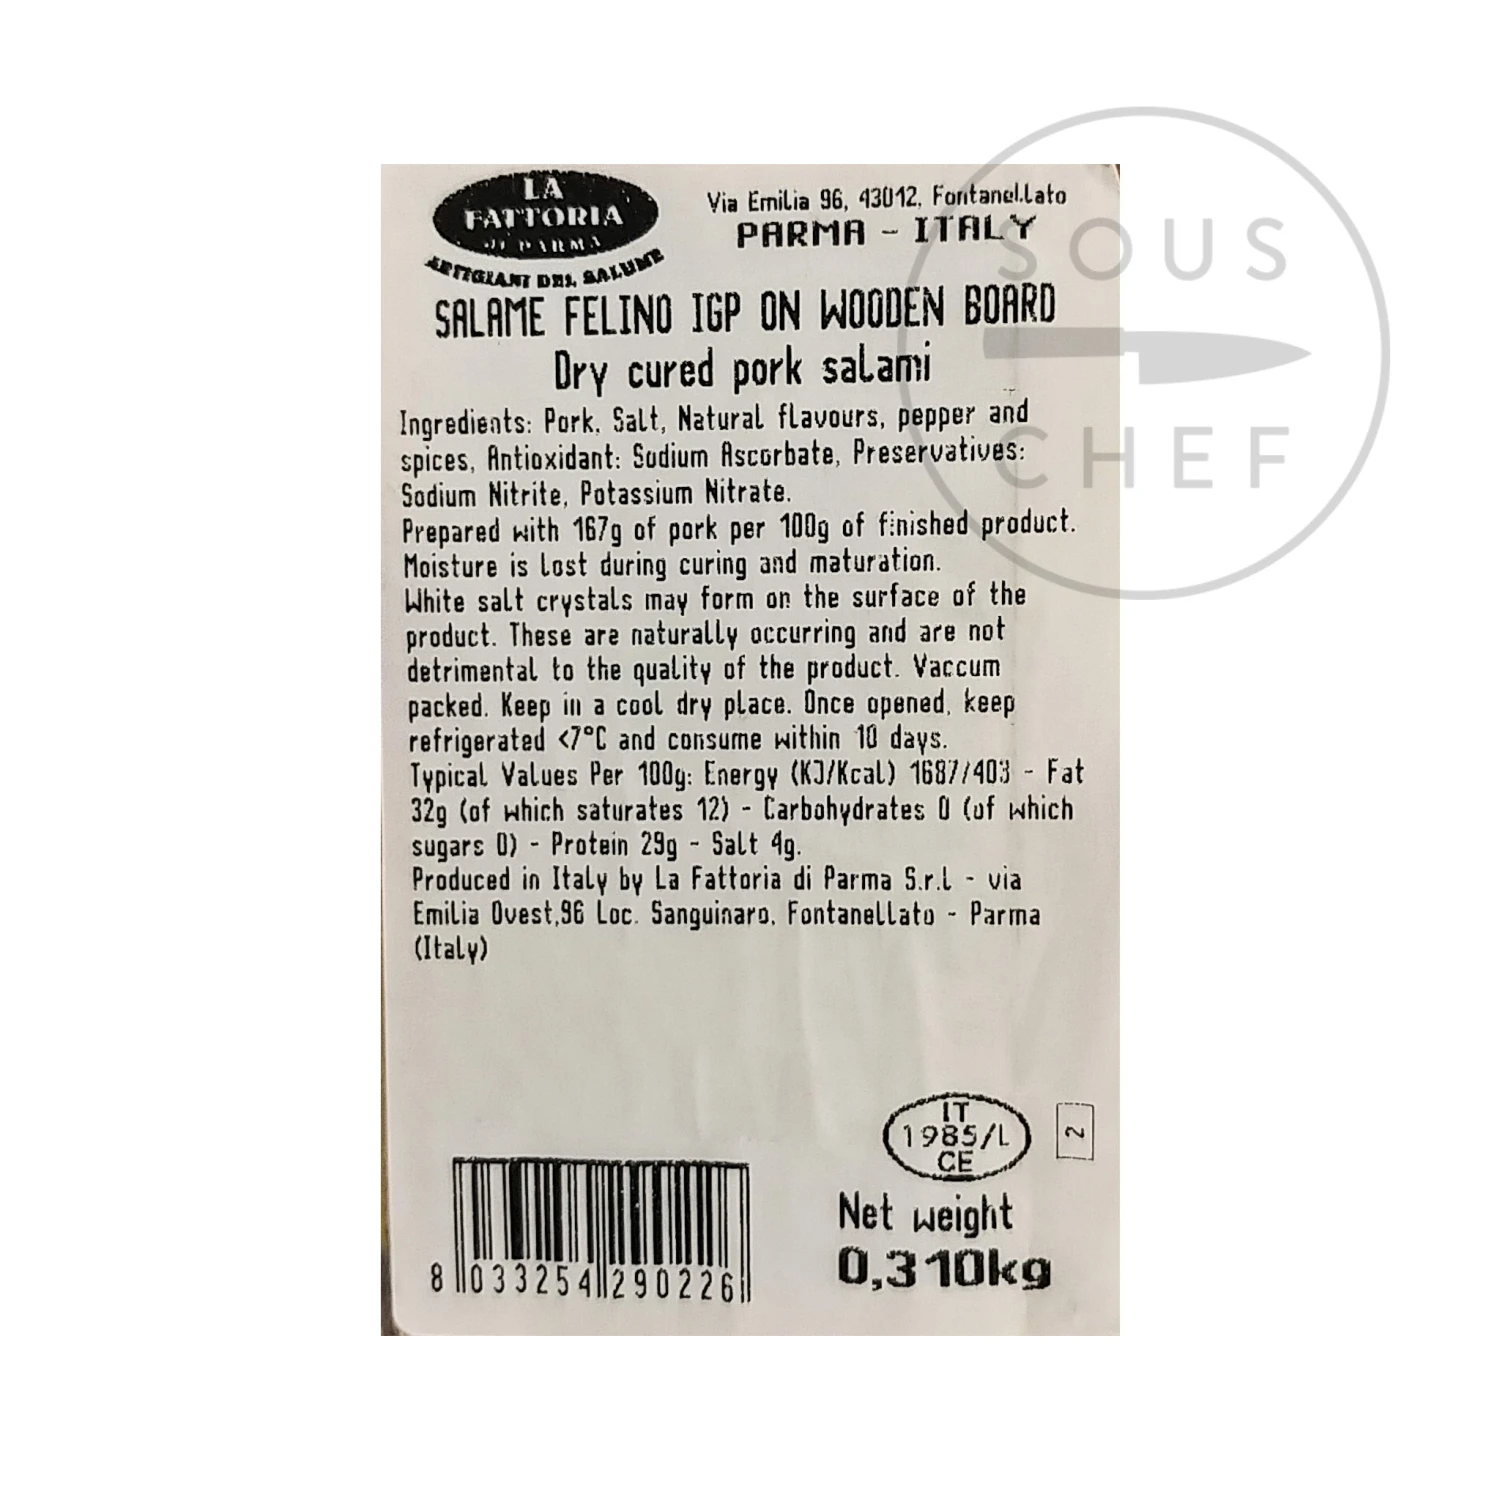 LA
FATTORIA
DI PARMA
ARTIGIANI DEL SALUME
Via Emilia 96, 43012, Fontanellato
PARMA - ITALY
SOUS
CHEF
SALAME FELINO IGP ON WOODEN BOARD
Dry cured pork salami
Ingredients: Pork, Salt, Natural flavours, pepper and
spices, Antioxidant: Sodium Ascorbate, Preservatives:
Sodium Nitrite, Potassium Nitrate.
Prepared with 167g of pork per 100g of finished product.
Moisture is lost during curing and maturation.
White salt crystals may form on the surface of the
product. These are naturally occurring and are not
detrimental to the quality of the product. Vaccum
packed. Keep in a cool dry place. Once opened, keep
refrigerated <7°C and consume within 10 days.
Typical Values Per 100g: Energy (KJ/Kcal) 1687/403 - Fat
32g (of which saturates 12) - Carbohydrates 0 (of which
sugars 0) - Protein 29g - Salt 4g.
Produced in Italy by La Fattoria di Parma S.r.l - via
Emilia Ovest,96 Loc. Sanguinaro, Fontanellato - Parma
(Italy)
IT
1985/L
CE
2
Net weight
0,310kg
8 033254 290226